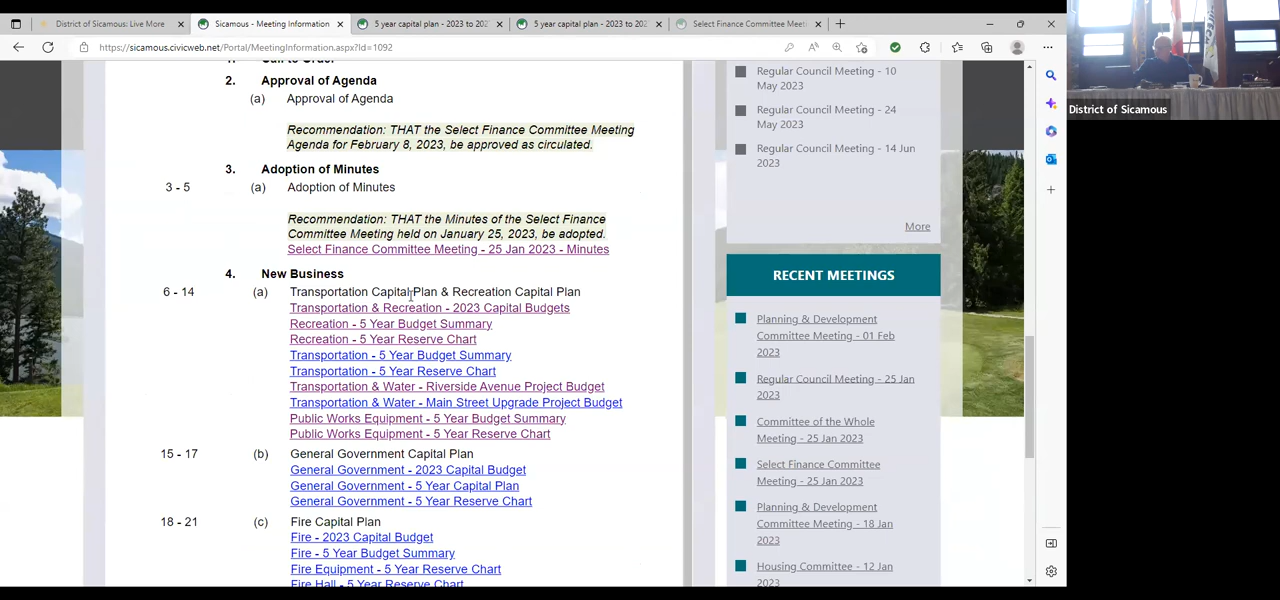 District of Sicamous: Live More
Sicamous - Meeting Information
5 year capital plan - 2023 to 202
5 year capital plan - 2023 to 202
Select Finance Committee Meeti
https://sicamous.civicweb.net/Portal/MeetingInformation.aspx?Id=1092
1. Call to Order
2. Approval of Agenda
(a) Approval of Agenda
Recommendation: THAT the Select Finance Committee Meeting
Agenda for February 8, 2023, be approved as circulated.
3. Adoption of Minutes
3 - 5 (a) Adoption of Minutes
Recommendation: THAT the Minutes of the Select Finance
Committee Meeting held on January 25, 2023, be adopted.
Select Finance Committee Meeting - 25 Jan 2023 - Minutes
4. New Business
6 - 14 (a) Transportation Capital Plan & Recreation Capital Plan
Transportation & Recreation - 2023 Capital Budgets
Recreation - 5 Year Budget Summary
Recreation - 5 Year Reserve Chart
Transportation - 5 Year Budget Summary
Transportation - 5 Year Reserve Chart
Transportation & Water - Riverside Avenue Project Budget
Transportation & Water - Main Street Upgrade Project Budget
Public Works Equipment - 5 Year Budget Summary
Public Works Equipment - 5 Year Reserve Chart
15 - 17 (b) General Government Capital Plan
General Government - 2023 Capital Budget
General Government - 5 Year Capital Plan
General Government - 5 Year Reserve Chart
18 - 21 (c) Fire Capital Plan
Fire - 2023 Capital Budget
Fire - 5 Year Budget Summary
Fire Equipment - 5 Year Reserve Chart
Fire Hall - 5 Year Reserve Chart
Regular Council Meeting - 10
May 2023
Regular Council Meeting - 24
May 2023
Regular Council Meeting - 14 Jun
2023
More
RECENT MEETINGS
Planning & Development
Committee Meeting - 01 Feb
2023
Regular Council Meeting - 25 Jan
2023
Committee of the Whole
Meeting - 25 Jan 2023
Select Finance Committee
Meeting - 25 Jan 2023
Planning & Development
Committee Meeting - 18 Jan
2023
Housing Committee - 12 Jan
2023
District of Sicamous